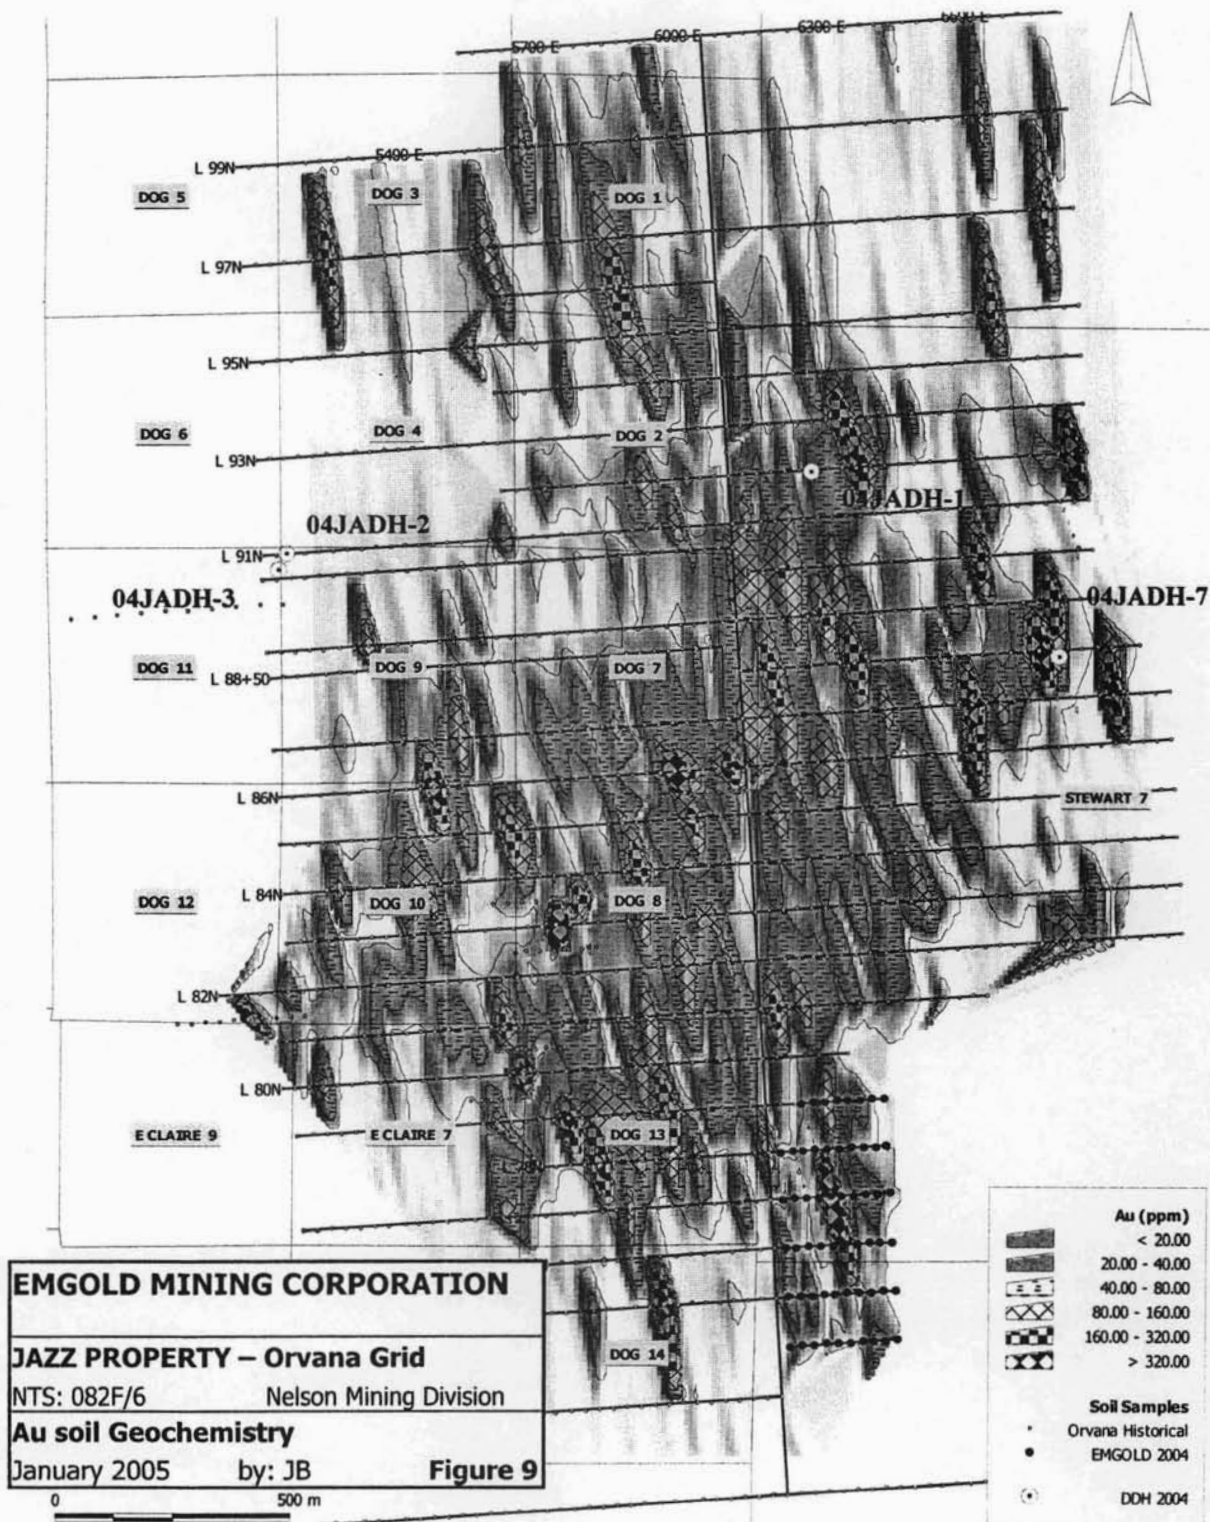 5700 E
6000 E
6300 E
6600 E
L 99N
5400 E
DOG 5
DOG 3
DOG 1
L 97N
L 95N
DOG 6
DOG 4
DOG 2
L 93N
04JADH-1
04JADH-2
L 91N
04JADH-3
04JADH-7
DOG 11
DOG 9
DOG 7
L 88+50
L 86N
STEWART 7
L 84N
DOG 12
DOG 10
DOG 8
L 82N
L 80N
E CLAIRE 9
E CLAIRE 7
DOG 13
DOG 14
EMGOLD MINING CORPORATION
JAZZ PROPERTY – Orvana Grid
NTS: 082F/6 Nelson Mining Division
Au soil Geochemistry
January 2005 by: JB Figure 9
0 500 m
Au (ppm)
< 20.00
20.00 - 40.00
40.00 - 80.00
80.00 - 160.00
160.00 - 320.00
> 320.00
Soil Samples
Orvana Historical
EMGOLD 2004
DDH 2004